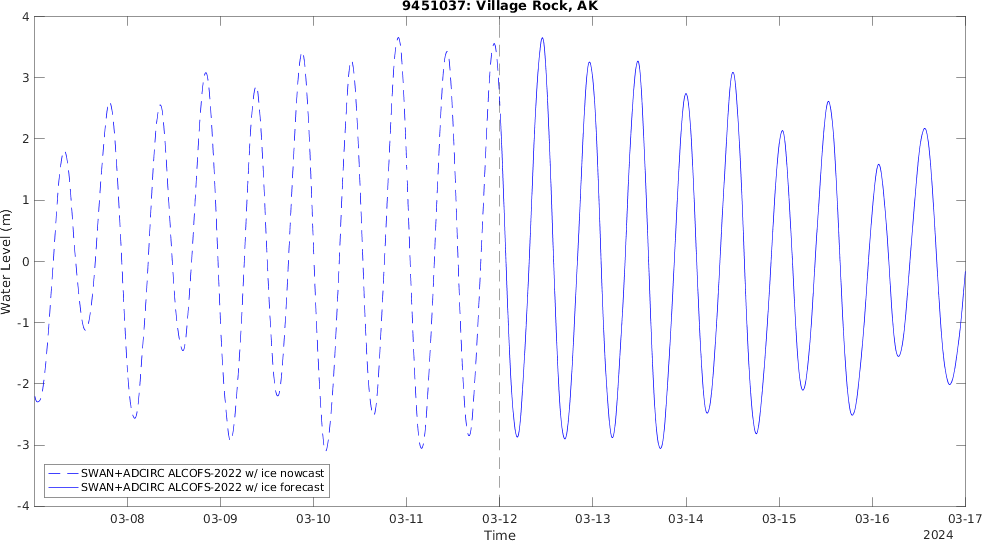 9451037: Village Rock, AK
4
3
2
1
0
-1
-2
-3
-4
Water Level (m)
SWAN+ADCIRC ALCOFS-2022 w/ ice nowcast
SWAN+ADCIRC ALCOFS-2022 w/ ice forecast
03-08 03-09 03-10 03-11 03-12 03-13 03-14 03-15 03-16 03-17
Time
2024